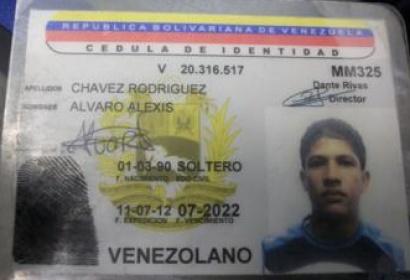 REPUBLICA BOLIVARIANA DE VENEZUELA
CEDULA DE IDENTIDAD
V 20.316.517 MM325
Dante Rivas
Director
APELLIDOS CHAVEZ RODRIGUEZ
NOMBRES ALVARO ALEXIS
01-03-90 SOLTERO
F. NACIMIENTO EDO CIVIL
11-07-12 07-2022
F. EXPEDICION F. VENCIMIENTO
VENEZOLANO